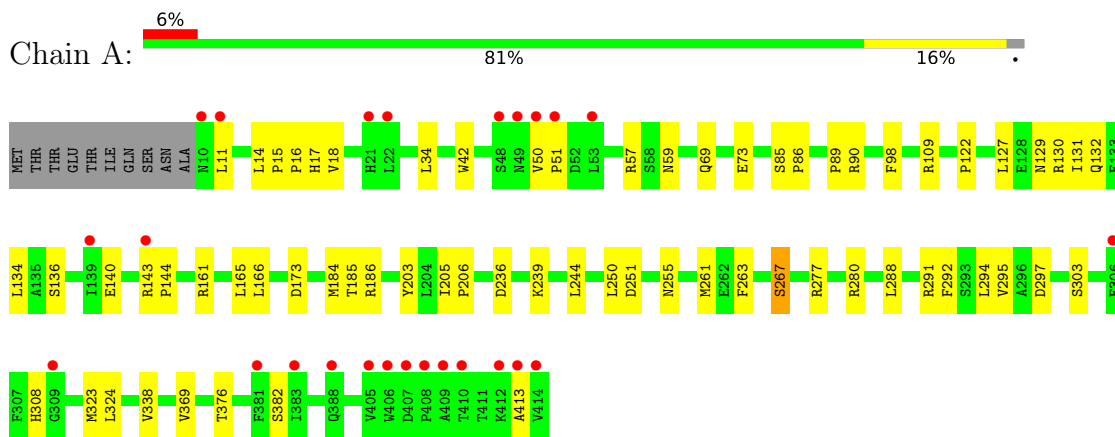 6%
Chain A:
81% 16% •
MET THR THR GLU THR ILE GLN SER ASN ALA N10 L11 L14 P15 P16 H17 V18 H21 L22 L34 W42 S48 N49 V50 P51 D52 L53 R57 S58 N59 Q69 E73 S85 P86 P89 R90 F98 R109 P122 L127 E128 N129 R130 I131 Q132 E133
L134 A135 S136 I139 E140 R143 P144 R161 L165 L166 D173 M184 T185 R186 Y203 L204 I205 P206 D236 K239 L244 L250 D251 N255 M261 E262 F263 S267 R277 R280 L288 R291 F292 S293 L294 V295 A296 D297 S303 E306
F307 H308 G309 M323 L324 V338 V369 T376 F381 S382 I383 Q388 V405 W406 D407 P408 A409 T410 T411 K412 A413 V414